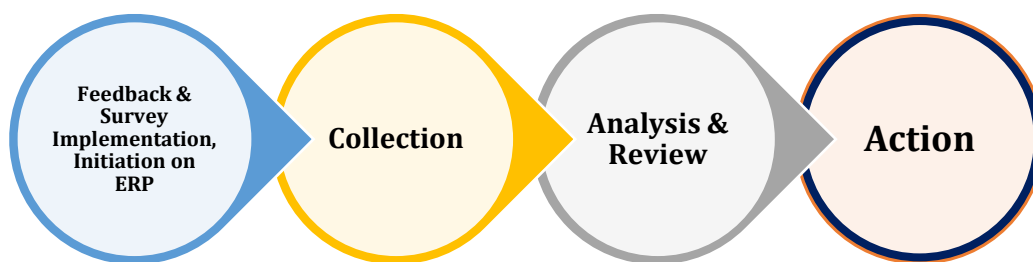 Feedback &
Survey
Implementation,
Initiation on
ERP
Collection
Analysis &
Review
Action